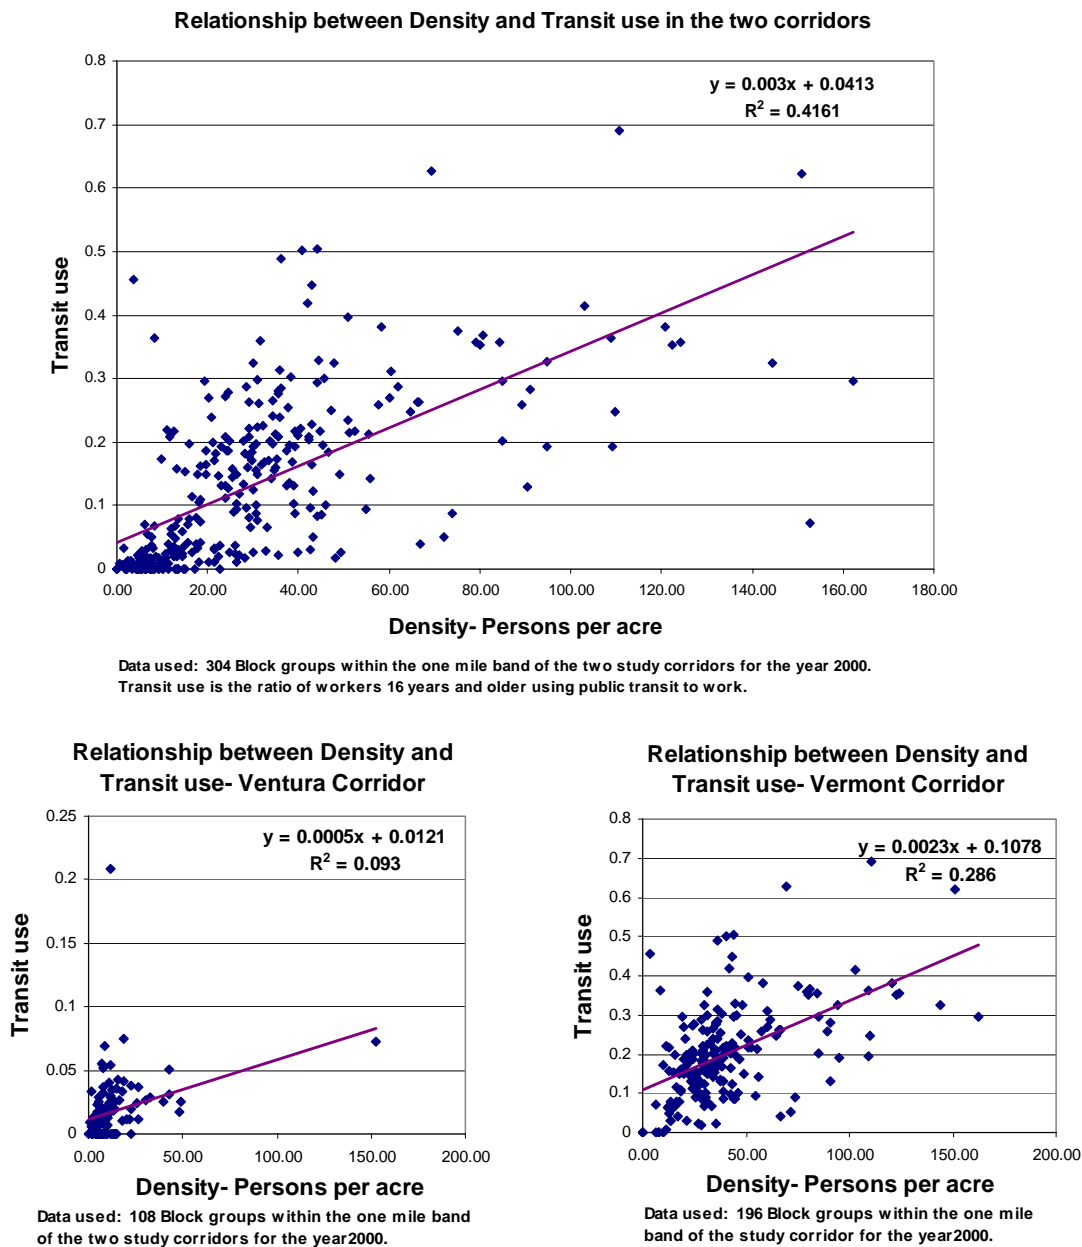 Relationship between Density and Transit use in the two corridors
0.8
y = 0.003x + 0.0413
R² = 0.4161
0.7
0.6
0.5
0.4
0.3
0.2
0.1
0
Transit use
0.00 20.00 40.00 60.00 80.00 100.00 120.00 140.00 160.00 180.00
Density- Persons per acre
Data used: 304 Block groups within the one mile band of the two study corridors for the year 2000.
Transit use is the ratio of workers 16 years and older using public transit to work.
Relationship between Density and
Transit use- Ventura Corridor
0.25
y = 0.0005x + 0.0121
R² = 0.093
0.2
0.15
0.1
0.05
0
Transit use
0.00 50.00 100.00 150.00 200.00
Density- Persons per acre
Data used: 108 Block groups within the one mile band
of the two study corridors for the year2000.
Relationship between Density and
Transit use- Vermont Corridor
0.8
y = 0.0023x + 0.1078
R² = 0.286
0.7
0.6
0.5
0.4
0.3
0.2
0.1
0
Transit use
0.00 50.00 100.00 150.00 200.00
Density- Persons per acre
Data used: 196 Block groups within the one mile
band of the study corridor for the year2000.